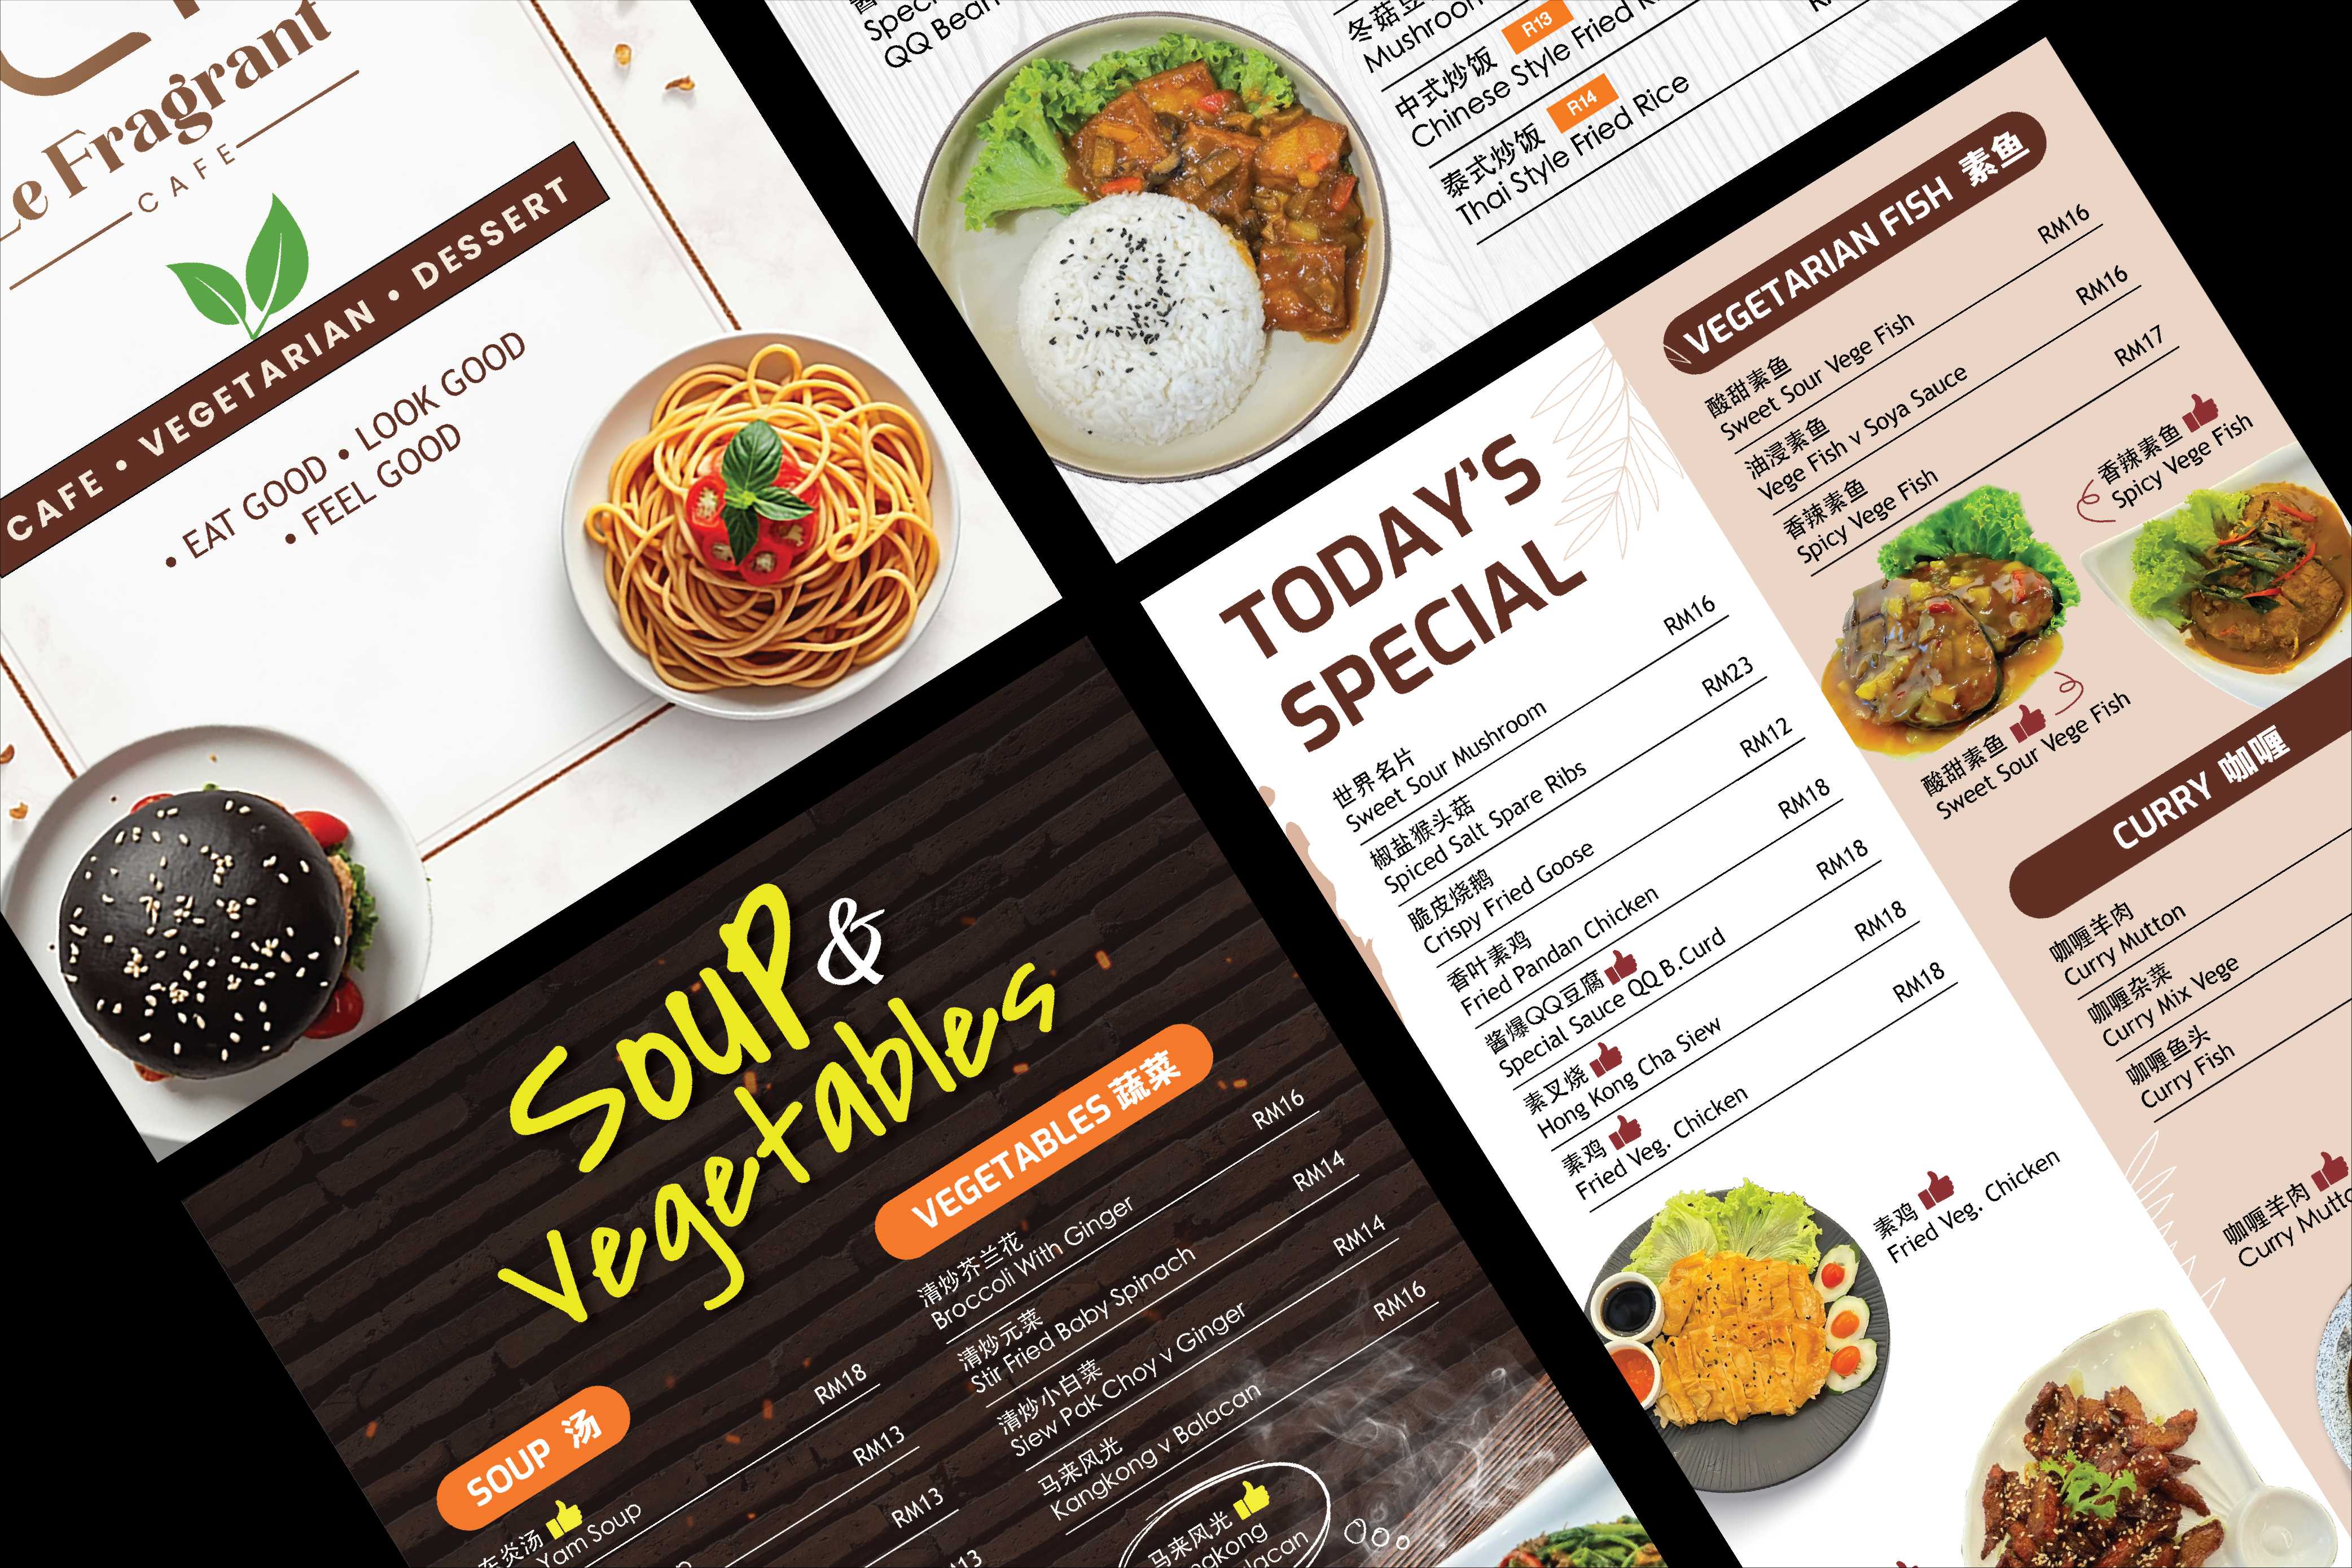 Le Fragrant
CAFE
CAFE • VEGETARIAN • DESSERT
• EAT GOOD • LOOK GOOD
• FEEL GOOD
QQ Bean
R13
中式炒饭
Chinese Style Fried
R14
泰式炒饭
Thai Style Fried Rice
TODAY'S
SPECIAL
世界名片
Sweet Sour Mushroom RM16
椒盐猴头菇
Spiced Salt Spare Ribs RM23
脆皮烧鹅
Crispy Fried Goose RM12
香叶素鸡
Fried Pandan Chicken RM18
酱爆QQ豆腐
Special Sauce QQ B.Curd RM18
素叉烧
Hong Kong Cha Siew RM18
素鸡
Fried Veg. Chicken RM18
素鸡
Fried Veg. Chicken
VEGETARIAN FISH 素鱼
酸甜素鱼
Sweet Sour Vege Fish RM16
油浸素鱼
Vege Fish v Soya Sauce RM16
香辣素鱼
Spicy Vege Fish RM17
香辣素鱼
Spicy Vege Fish
酸甜素鱼
Sweet Sour Vege Fish
CURRY 咖喱
咖喱羊肉
Curry Mutton
咖喱杂菜
Curry Mix Vege
咖喱鱼头
Curry Fish
咖喱羊肉
Curry
Soup &
Vegetables
VEGETABLES 蔬菜
清炒芥兰花
Broccoli With Ginger RM16
清炒元菜
Stir Fried Baby Spinach RM14
清炒小白菜
Siew Pak Choy v Ginger RM14
马来风光
Kangkong v Balacan RM16
马来风光
SOUP 汤
Yam Soup RM18
RM13
RM13